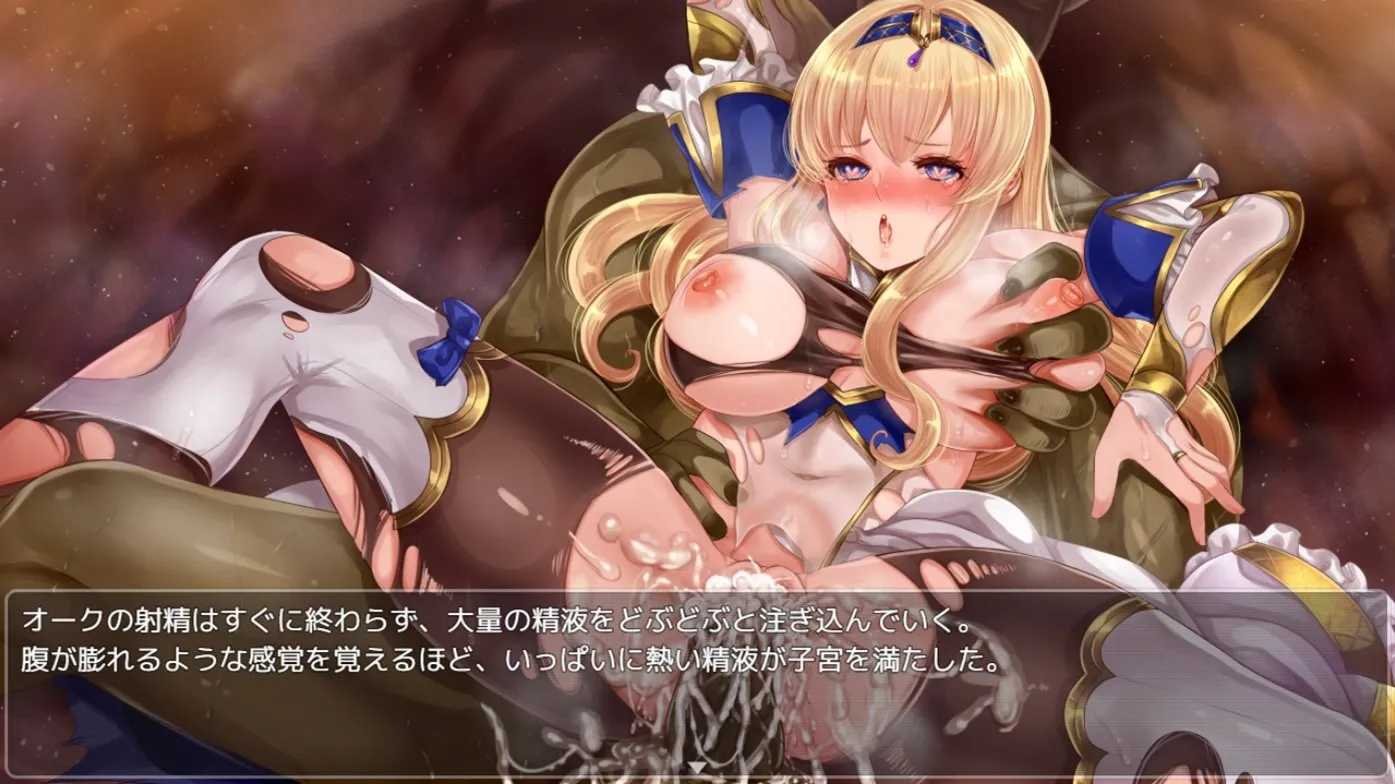 オークの射精はすぐに終わらず、大量の精液をどぶどぶと注ぎ込んでいく。
腹が膨れるような感覚を覚えるほど、いっぱいに熱い精液が子宮を満たした。